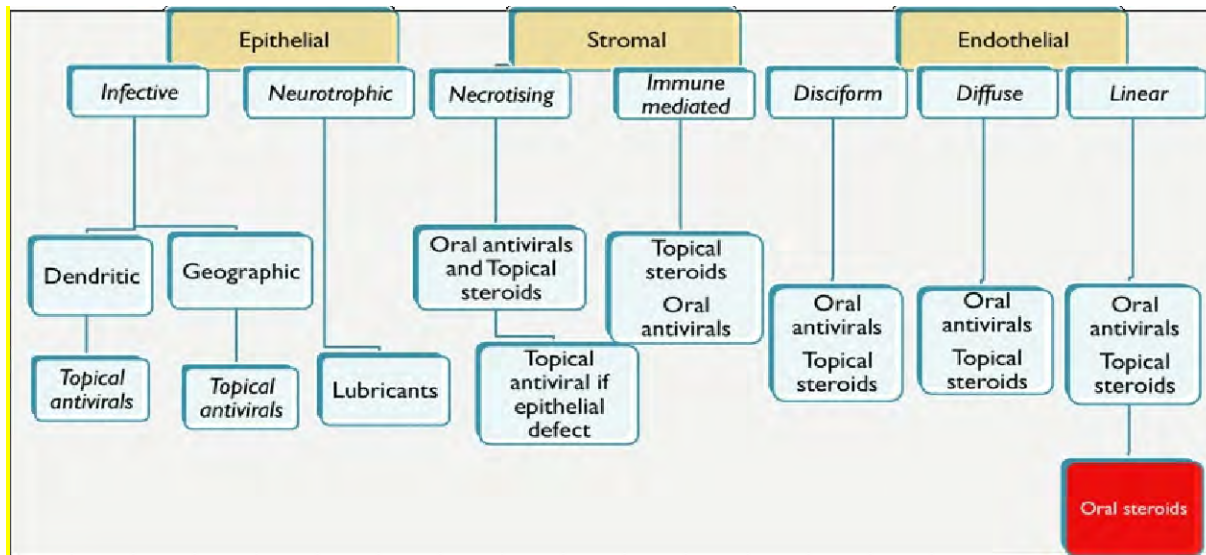 Epithelial
Stromal
Endothelial
Infective
Neurotrophic
Necrotising
Immune
mediated
Disciform
Diffuse
Linear
Dendritic
Geographic
Oral antivirals
and Topical
steroids
Topical
steroids
Oral
antivirals
Oral
antivirals
Topical
steroids
Oral
antivirals
Topical
steroids
Oral
antivirals
Topical
steroids
Topical
antivirals
Topical
antivirals
Lubricants
Topical
antiviral if
epithelial
defect
Oral steroids